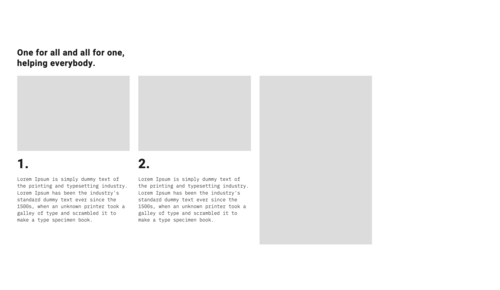 One for all and all for one,
helping everybody.
1.
Lorem Ipsum is simply dummy text of
the printing and typesetting industry.
Lorem Ipsum has been the industry's
standard dummy text ever since the
1500s, when an unknown printer took a
galley of type and scrambled it to
make a type specimen book.
2.
Lorem Ipsum is simply dummy text of
the printing and typesetting industry.
Lorem Ipsum has been the industry's
standard dummy text ever since the
1500s, when an unknown printer took a
galley of type and scrambled it to
make a type specimen book.